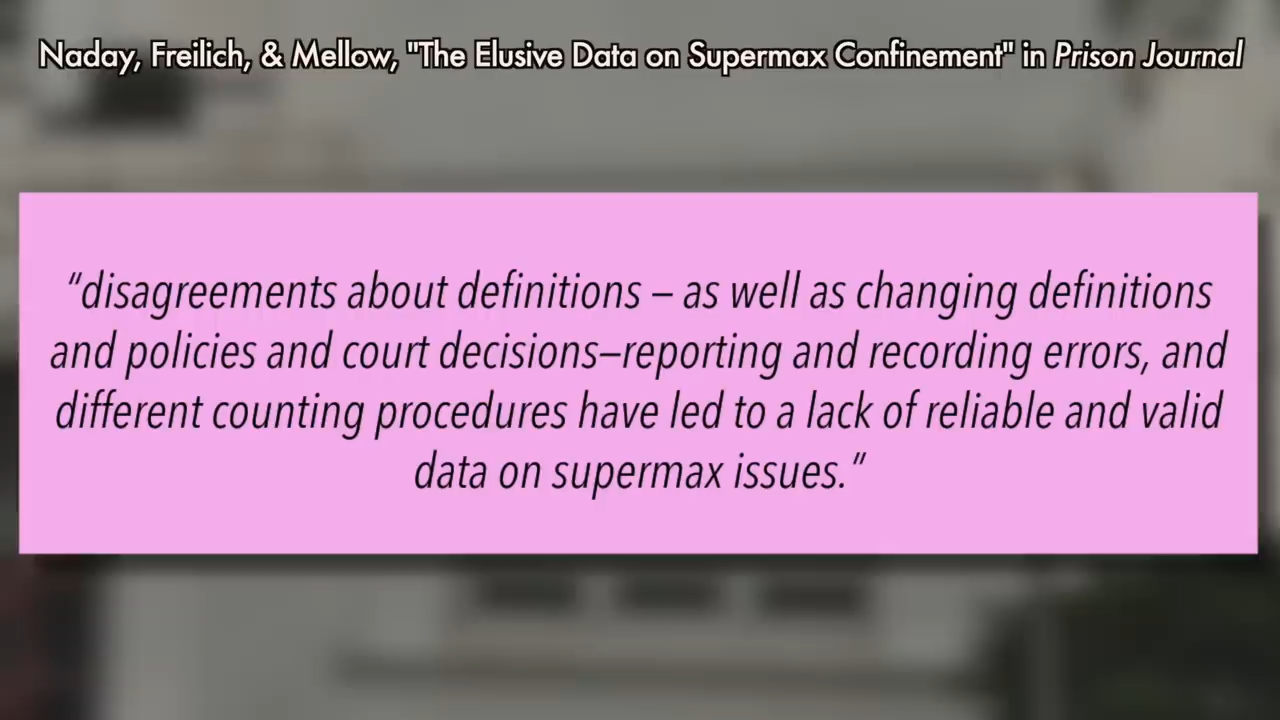 Naday, Freilich, & Mellow, "The Elusive Data on Supermax Confinement" in Prison Journal
“disagreements about definitions – as well as changing definitions
and policies and court decisions—reporting and recording errors, and
different counting procedures have led to a lack of reliable and valid
data on supermax issues.”